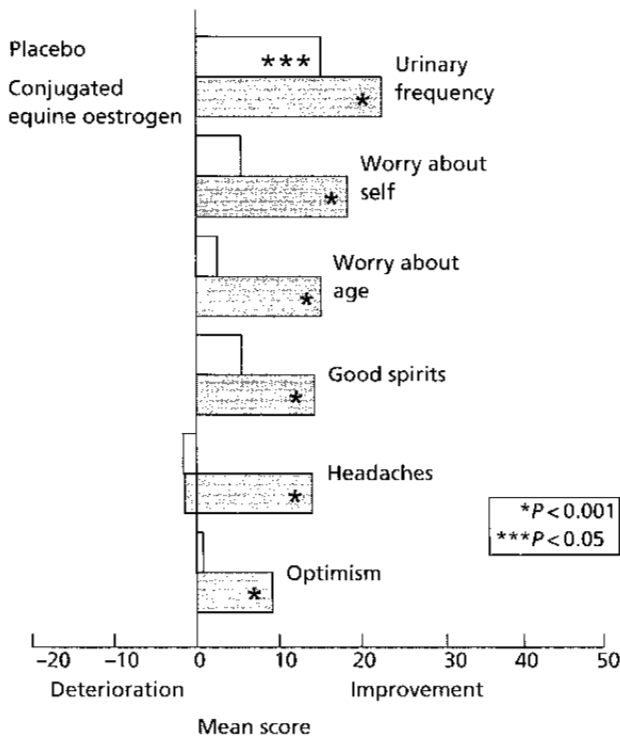 Placebo
***
Urinary
frequency
Conjugated
equine oestrogen
*
Worry about
self
*
Worry about
age
*
Good spirits
*
Headaches
*
*P<0.001
***P<0.05
Optimism
*
-20 -10 0 10 20 30 40 50
Deterioration Improvement
Mean score